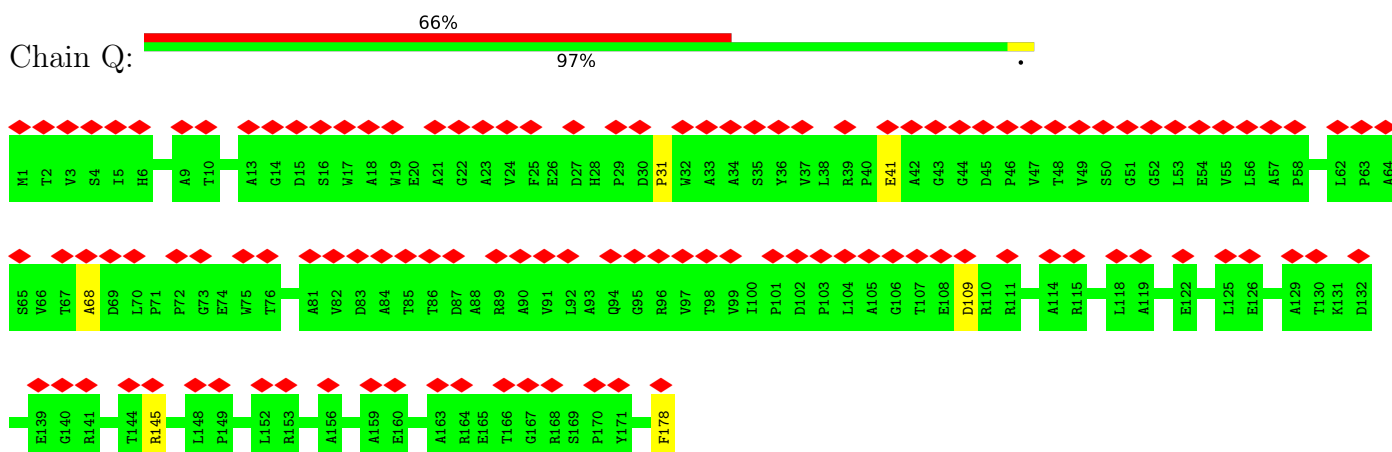 66%
Chain Q:
97%
•
M1 T2 V3 S4 I5 H6 A9 T10 A13 G14 D15 S16 W17 A18 W19 E20 A21 G22 A23 V24 F25 E26 D27 H28 P29 D30 P31 W32 A33 A34 S35 Y36 V37 L38 R39 P40 E41 A42 G43 G44 D45 P46 V47 T48 V49 S50 G51 G52 L53 E54 V55 L56 A57 P58 L62 P63 A64
S65 V66 T67 A68 D69 L70 P71 P72 G73 E74 W75 T76 A81 V82 D83 A84 T85 T86 D87 A88 R89 A90 V91 L92 A93 Q94 G95 R96 V97 T98 V99 I100 P101 D102 P103 L104 A105 G106 T107 E108 D109 R110 R111 A114 R115 L118 A119 E122 L125 E126 A129 T130 K131 D132
E139 G140 R141 T144 R145 L148 P149 L152 R153 A156 A159 E160 A163 R164 E165 T166 G167 R168 S169 P170 Y171 F178